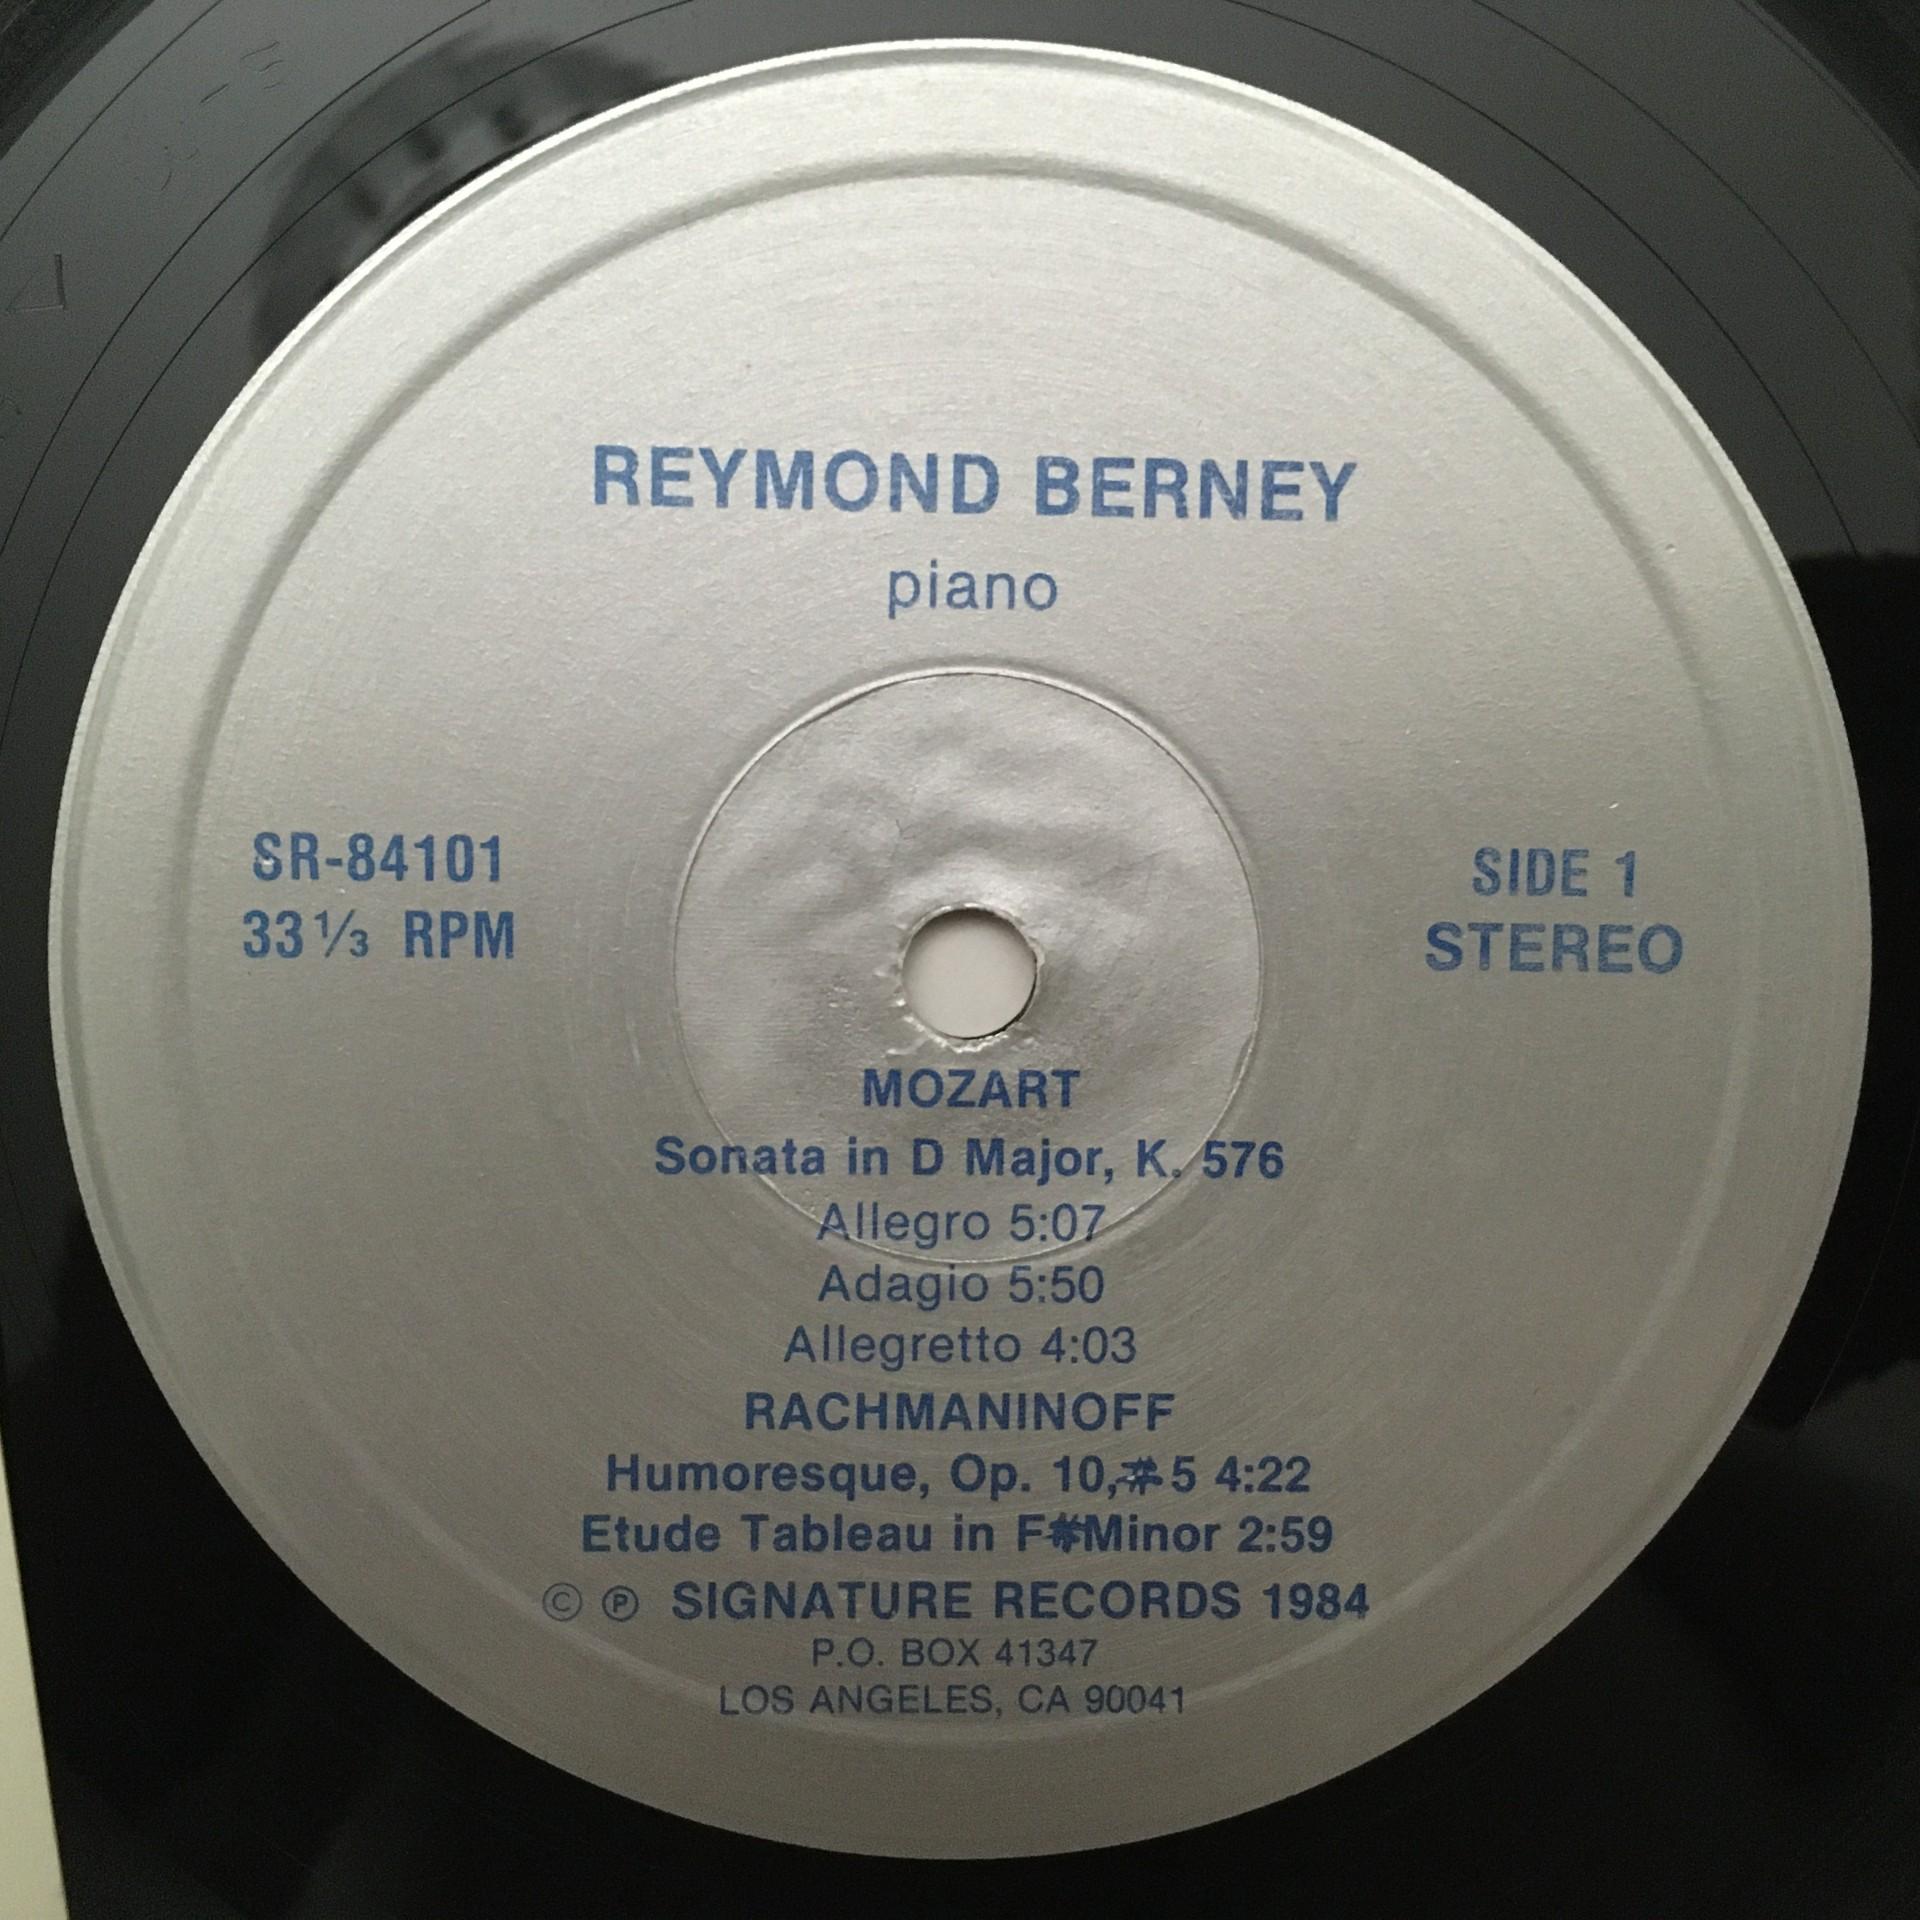 REYMOND BERNEY
piano
SR-84101
33 1/3 RPM
SIDE 1
STEREO
MOZART
Sonata in D Major, K. 576
Allegro 5:07
Adagio 5:50
Allegretto 4:03
RACHMANINOFF
Humoresque, Op. 10,#5 4:22
Etude Tableau in F#Minor 2:59
© ℗ SIGNATURE RECORDS 1984
P.O. BOX 41347
LOS ANGELES, CA 90041